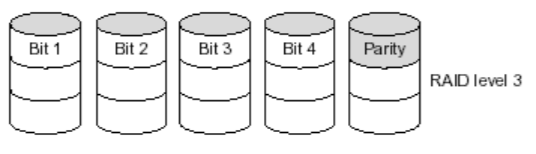 Bit 1 Bit 2 Bit 3 Bit 4 Parity
RAID level 3